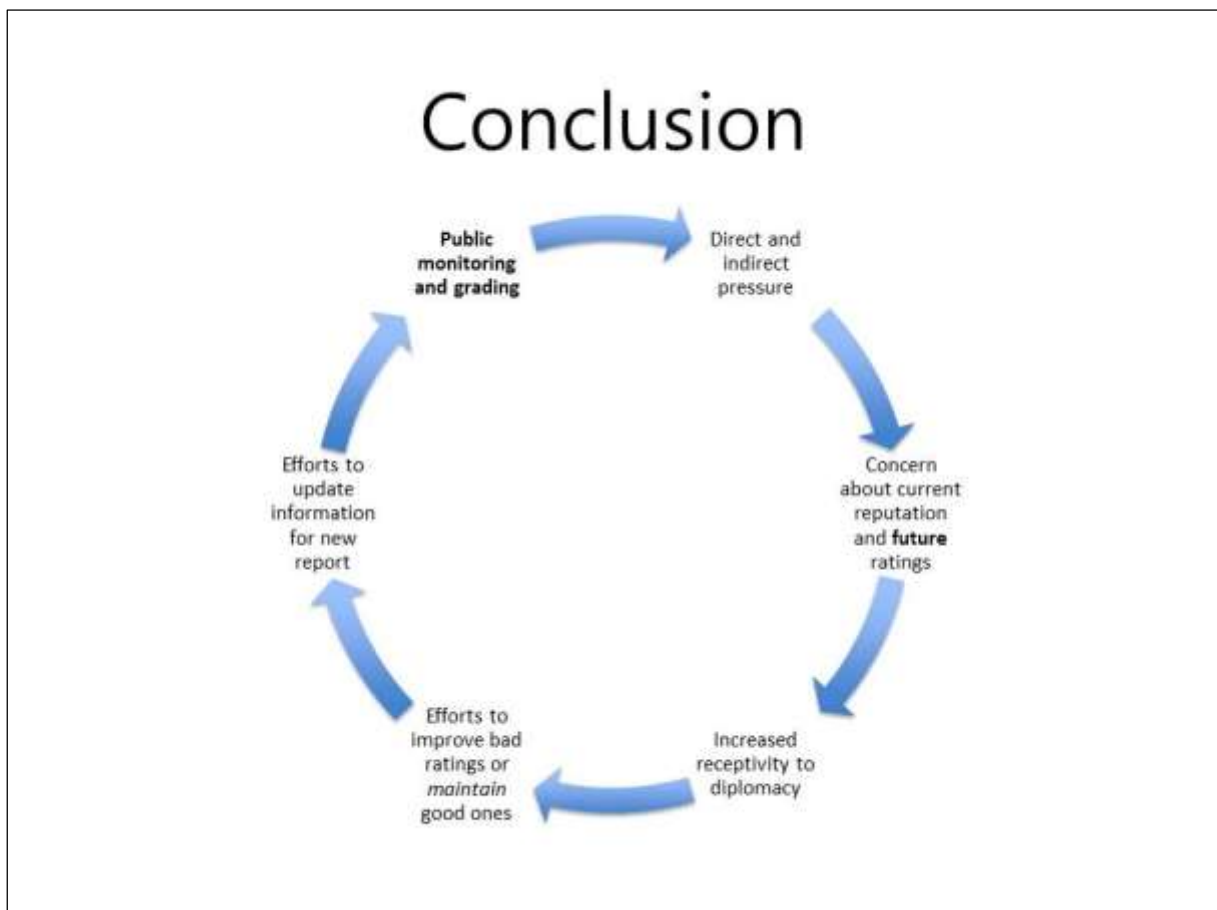 Conclusion
Public
monitoring
and grading
Direct and
indirect
pressure
Concern
about current
reputation
and future
ratings
Increased
receptivity to
diplomacy
Efforts to
improve bad
ratings or
maintain
good ones
Efforts to
update
information
for new
report